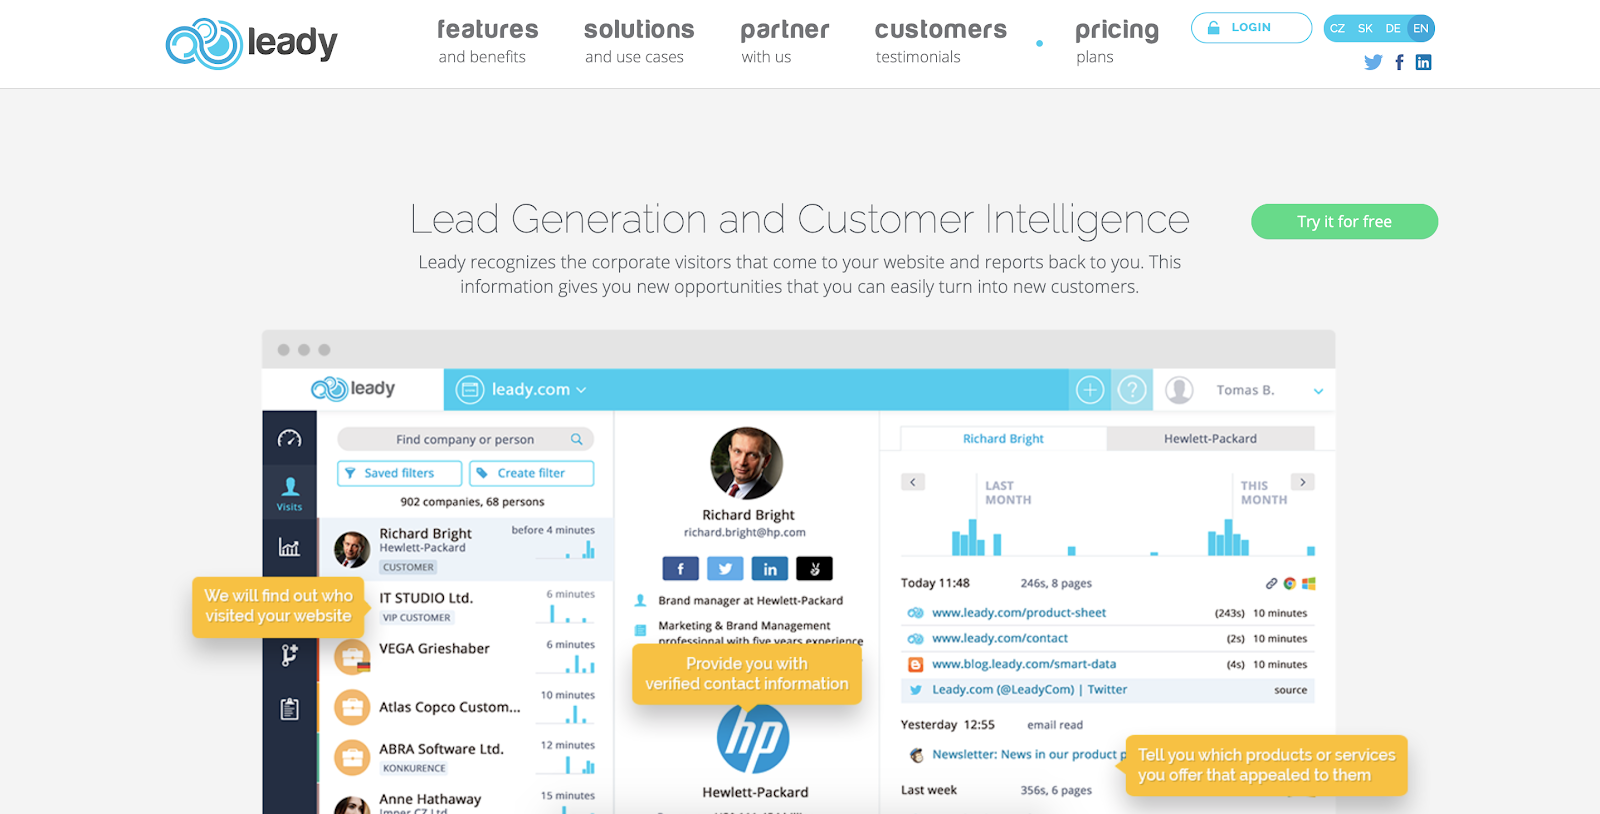 leady
features
and benefits
solutions
and use cases
partner
with us
customers
testimonials
pricing
plans
LOGIN
CZ SK DE EN
Lead Generation and Customer Intelligence
Try it for free
Leady recognizes the corporate visitors that come to your website and reports back to you. This
information gives you new opportunities that you can easily turn into new customers.
leady
leady.com
Tomas B.
Visits
Find company or person
Saved filters
Create filter
902 companies, 68 persons
Richard Bright
before 4 minutes
Hewlett-Packard
CUSTOMER
We will find out who
visited your website
IT STUDIO Ltd.
6 minutes
VIP CUSTOMER
VEGA Grieshaber
6 minutes
Atlas Copco Custom...
10 minutes
ABRA Software Ltd.
12 minutes
KONKURENCE
Anne Hathaway
15 minutes
Richard Bright
richard.bright@hp.com
Brand manager at Hewlett-Packard
Marketing & Brand Management
professional with five years experience
Provide you with
verified contact information
hp
Hewlett-Packard
Richard Bright
Hewlett-Packard
LAST
MONTH
THIS
MONTH
Today 11:48
246s, 8 pages
www.leady.com/product-sheet
(243s) 10 minutes
www.leady.com/contact
(2s) 10 minutes
www.blog.leady.com/smart-data
(4s) 10 minutes
Leady.com (@LeadyCom) | Twitter
source
Yesterday 12:55
email read
Newsletter: News in our product
Tell you which products or services
you offer that appealed to them
Last week
356s, 6 pages